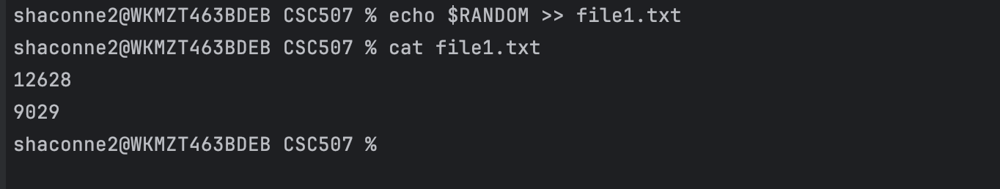 shaconne2@WKMZT463BDEB CSC507 % echo $RANDOM >> file1.txt
shaconne2@WKMZT463BDEB CSC507 % cat file1.txt
12628
9029
shaconne2@WKMZT463BDEB CSC507 %